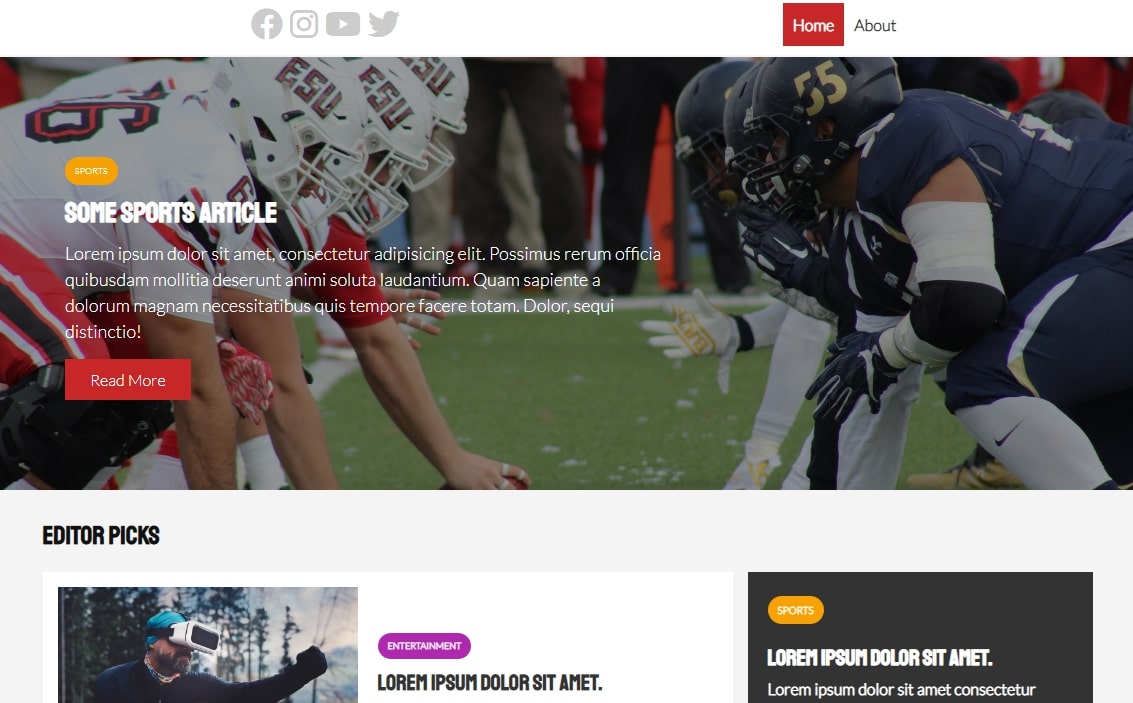 Home About
ESU ESU
55
SPORTS
SOME SPORTS ARTICLE
Lorem ipsum dolor sit amet, consectetur adipisicing elit. Possimus rerum officia
quibusdam mollitia deserunt animi soluta laudantium. Quam sapiente a
dolorum magnam necessitatibus quis tempore facere totam. Dolor, sequi
distinctio!
Read More
EDITOR PICKS
ENTERTAINMENT
LOREM IPSUM DOLOR SIT AMET.
SPORTS
LOREM IPSUM DOLOR SIT AMET.
Lorem ipsum dolor sit amet consectetur